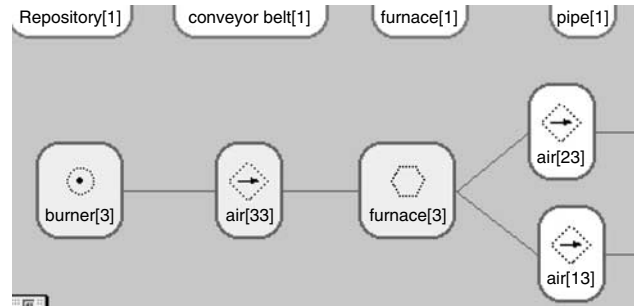 Repository[1]
conveyor belt[1]
furnace[1]
pipe[1]
air[23]
burner[3]
air[33]
furnace[3]
air[13]